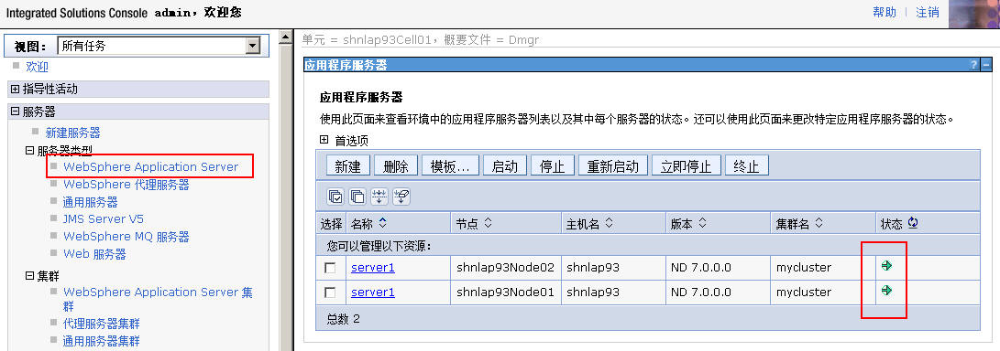 Integrated Solutions Console admin，欢迎您
帮助 | 注销
视图： 所有任务
欢迎
指导性活动
服务器
新建服务器
服务器类型
WebSphere Application Server
WebSphere 代理服务器
通用服务器
JMS Server V5
WebSphere MQ 服务器
Web 服务器
集群
WebSphere Application Server 集
群
代理服务器集群
通用服务器集群
单元 = shnlap93Cell01，概要文件 = Dmgr
应用程序服务器 ? -
应用程序服务器
使用此页面来查看环境中的应用程序服务器列表以及其中每个服务器的状态。还可以使用此页面来更改特定应用程序服务器的状态。
首选项
新建 删除 模板... 启动 停止 重新启动 立即停止 终止
选择 名称 节点 主机名 版本 集群名 状态
您可以管理以下资源：
server1 shnlap93Node02 shnlap93 ND 7.0.0.0 mycluster
server1 shnlap93Node01 shnlap93 ND 7.0.0.0 mycluster
总数 2